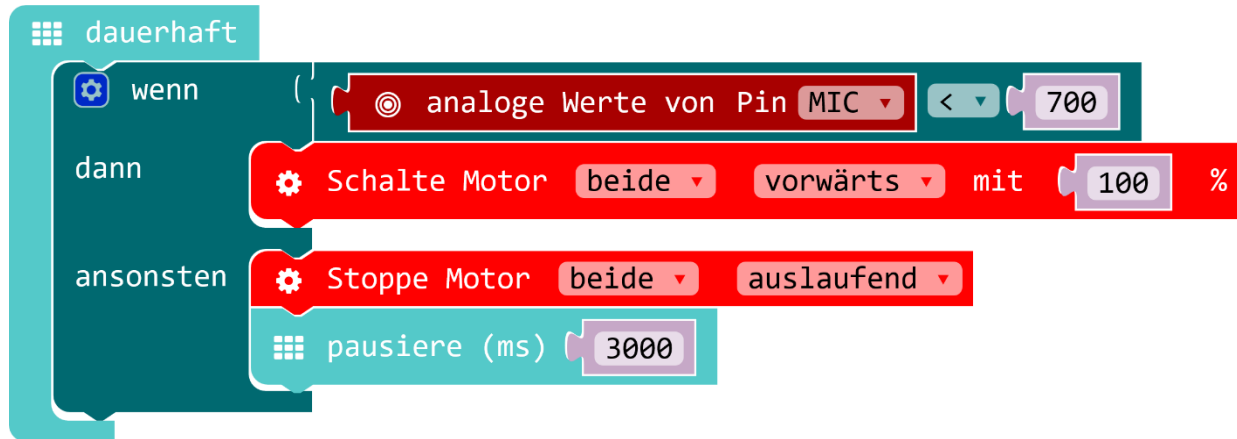 dauerhaft
wenn analoge Werte von Pin MIC < 700
dann Schalte Motor beide vorwärts mit 100 %
ansonsten Stoppe Motor beide auslaufend
pausiere (ms) 3000